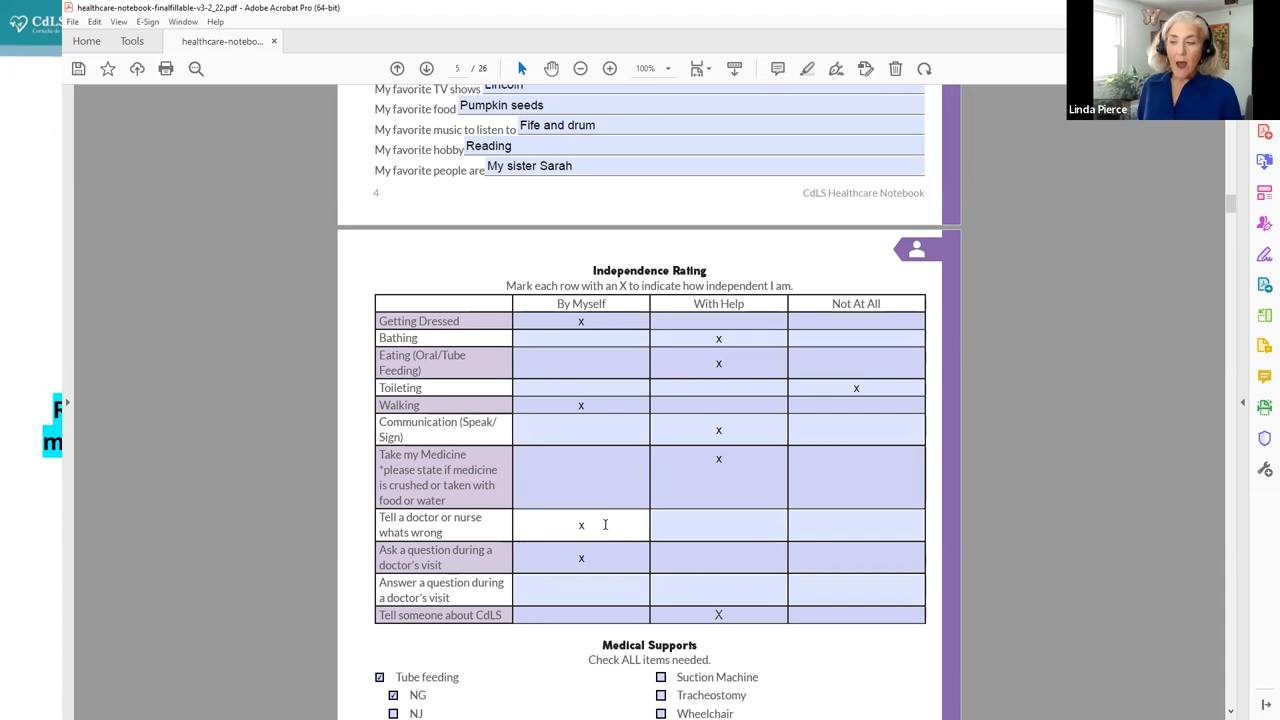 CdLS
healthcare-notebook-finalfillable-v3-2_22.pdf - Adobe Acrobat Pro (64-bit)
File Edit View E-Sign Window Help
Home Tools healthcare-notebo... ×
5 / 26 100%
Linda Pierce
My favorite TV shows Lincoln
My favorite food Pumpkin seeds
My favorite music to listen to Fife and drum
My favorite hobby Reading
My favorite people are My sister Sarah
4 CdLS Healthcare Notebook
Independence Rating
Mark each row with an X to indicate how independent I am.
By Myself With Help Not At All
Getting Dressed x
Bathing x
Eating (Oral/Tube
Feeding) x
Toileting x
Walking x
Communication (Speak/
Sign) x
Take my Medicine x
*please state if medicine
is crushed or taken with
food or water
Tell a doctor or nurse
whats wrong x
Ask a question during a
doctor's visit x
Answer a question during
a doctor's visit
Tell someone about CdLS X
Medical Supports
Check ALL items needed.
Tube feeding Suction Machine
NG Tracheostomy
NJ Wheelchair